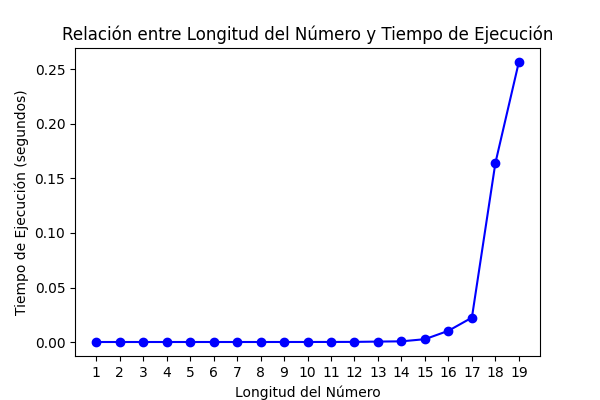 Relación entre Longitud del Número y Tiempo de Ejecución
Tiempo de Ejecución (segundos)
0.25
0.20
0.15
0.10
0.05
0.00
1 2 3 4 5 6 7 8 9 10 11 12 13 14 15 16 17 18 19
Longitud del Número